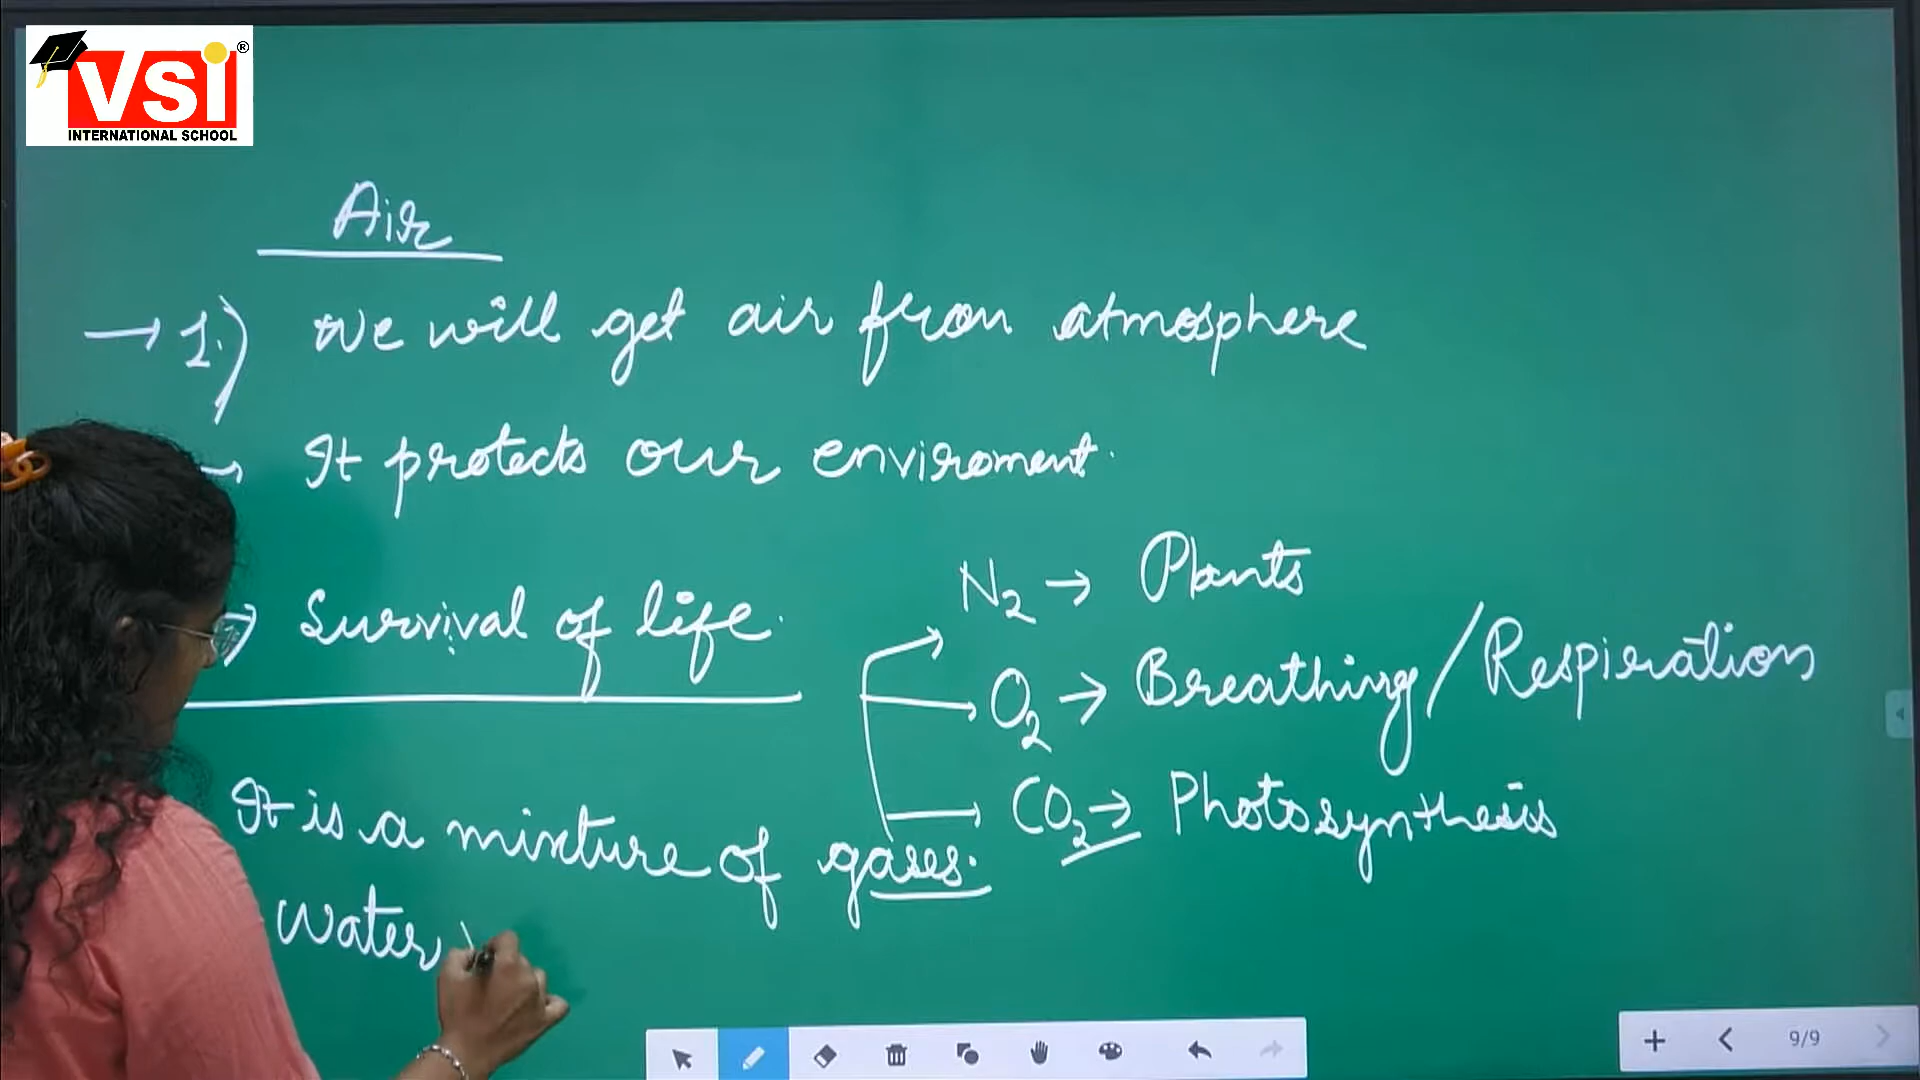 VSI ®
INTERNATIONAL SCHOOL
Air
→ 1.) We will get air from atmosphere
→ It protects our enviroment.
→ Survival of life.
N2 → Plants
O2 → Breathing/Respiration
CO2 → Photosynthesis
It is a mixture of gases.
Water
9/9